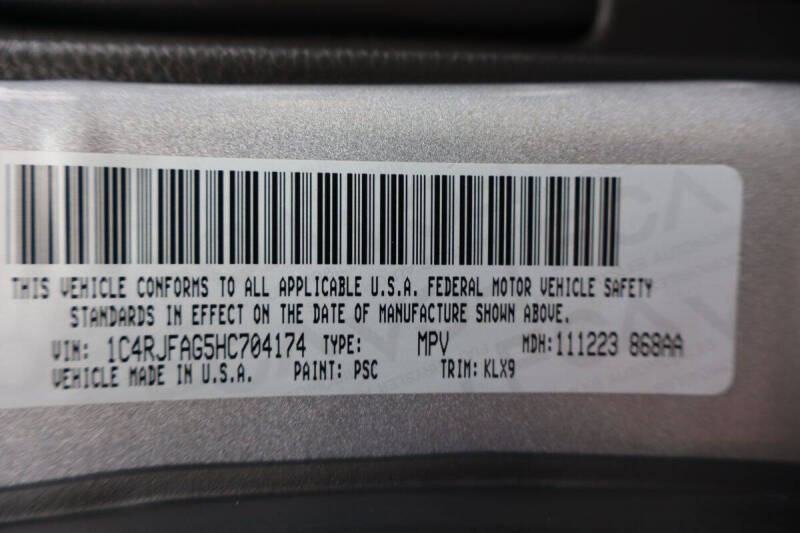 THIS VEHICLE CONFORMS TO ALL APPLICABLE U.S.A. FEDERAL MOTOR VEHICLE SAFETY
STANDARDS IN EFFECT ON THE DATE OF MANUFACTURE SHOWN ABOVE.
VIN: 1C4RJFAG5HC704174 TYPE: MPV MDH: 111223 868AA
VEHICLE MADE IN U.S.A. PAINT: PSC TRIM: KLX9